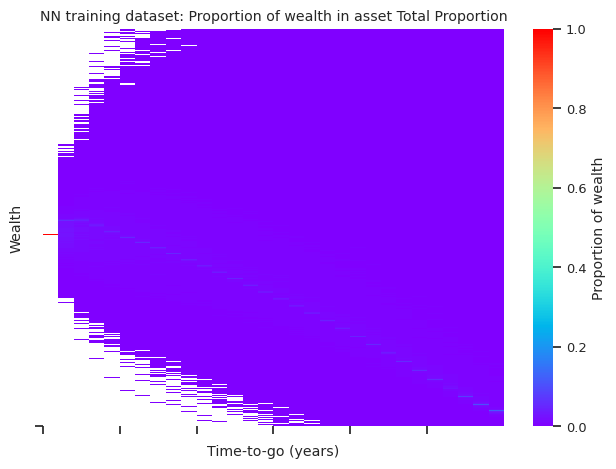 NN training dataset: Proportion of wealth in asset Total Proportion
Wealth
Time-to-go (years)
1.0
0.8
0.6
0.4
0.2
0.0
Proportion of wealth